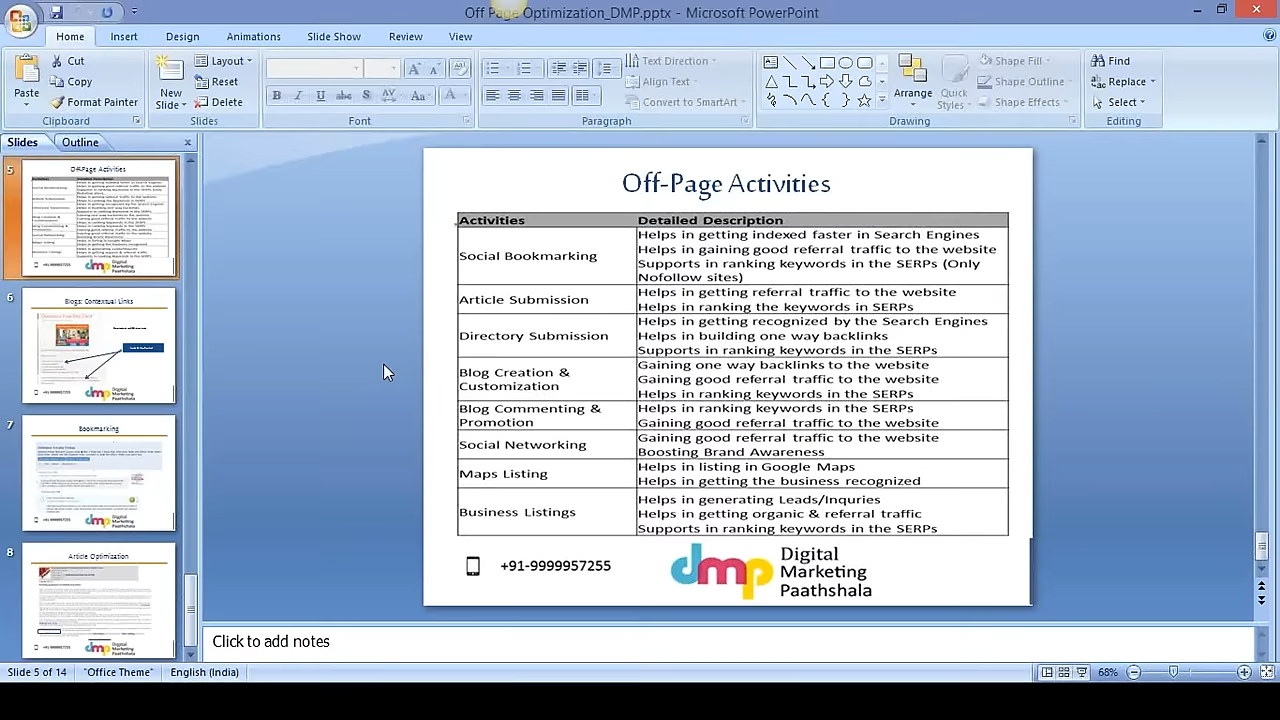 Off Page Optimization_DMP.pptx - Microsoft PowerPoint
Home Insert Design Animations Slide Show Review View
Paste
Cut
Copy
Format Painter
Clipboard
New
Slide
Layout
Reset
Delete
Slides
Font
Text Direction
Align Text
Convert to SmartArt
Paragraph
Arrange
Quick
Styles
Shape Fill
Shape Outline
Shape Effects
Drawing
Find
Replace
Select
Editing
Slides Outline
5
Off-Page Activities
6
Blogs: Contextual Links
7
Bookmarking
8
Article Optimization
Off-Page Activities
Activities Detailed Description
Social Bookmarking
Helps in getting indexed faster in Search Engines
Helps in gaining good referral traffic to the website
Supports in ranking keywords in the SERPs (Only
Nofollow sites)
Article Submission
Helps in getting referral traffic to the website
Helps in ranking the keywords in SERPs
Directory Submission
Helps in getting recognized by the Search Engines
Helps in building one way backlinks
Supports in ranking keywords in the SERPs
Blog Creation &
Customization
Gaining one way backlinks to the website
Gaining good referral traffic to the website
Helps in ranking keywords in the SERPs
Blog Commenting &
Promotion
Helps in ranking keywords in the SERPs
Gaining good referral traffic to the website
Social Networking
Gaining good referral traffic to the website
Boosting Brand Awareness
Maps Listing
Helps in listing in Google Maps
Helps in getting the business recognized
Business Listings
Helps in generating Leads/Inquries
Helps in getting organic & referral traffic
Supports in ranking keywords in the SERPs
+91-9999957255
dmp
Digital
Marketing
Paathshala
Click to add notes
Slide 5 of 14 "Office Theme" English (India) 68%